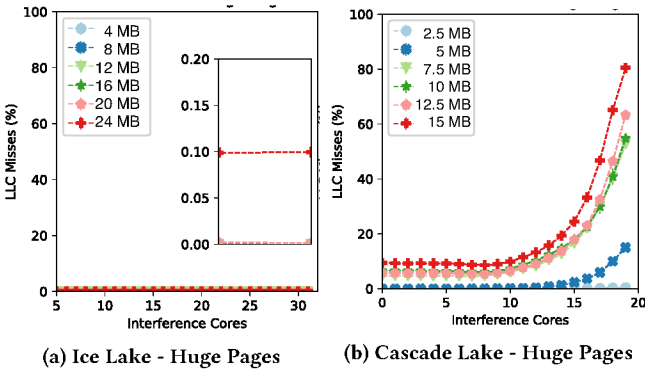 100
80
60
40
20
0
LLC Misses (%)
4 MB
8 MB
12 MB
16 MB
20 MB
24 MB
0.20
0.15
0.10
0.05
0.00
5 10 15 20 25 30
Interference Cores
(a) Ice Lake - Huge Pages
100
80
60
40
20
0
LLC Misses (%)
2.5 MB
5 MB
7.5 MB
10 MB
12.5 MB
15 MB
0 5 10 15 20
Interference Cores
(b) Cascade Lake - Huge Pages